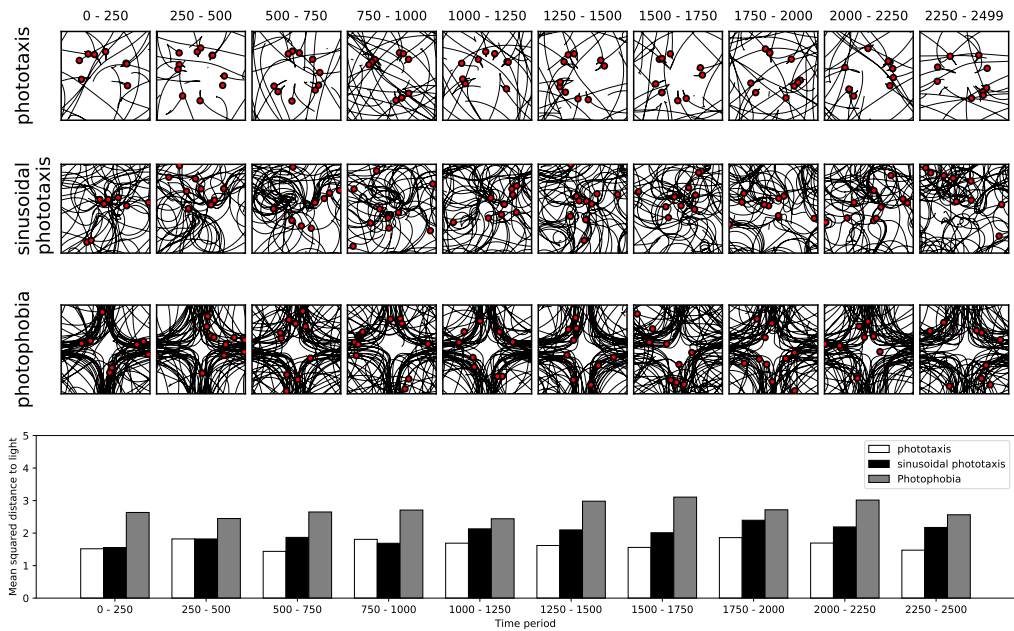 0 - 250 250 - 500 500 - 750 750 - 1000 1000 - 1250 1250 - 1500 1500 - 1750 1750 - 2000 2000 - 2250 2250 - 2499
phototaxis
sinusoidal
phototaxis
photophobia
Mean squared distance to light
5
4
3
2
1
0
phototaxis
sinusoidal phototaxis
Photophobia
0 - 250 250 - 500 500 - 750 750 - 1000 1000 - 1250 1250 - 1500 1500 - 1750 1750 - 2000 2000 - 2250 2250 - 2500
Time period